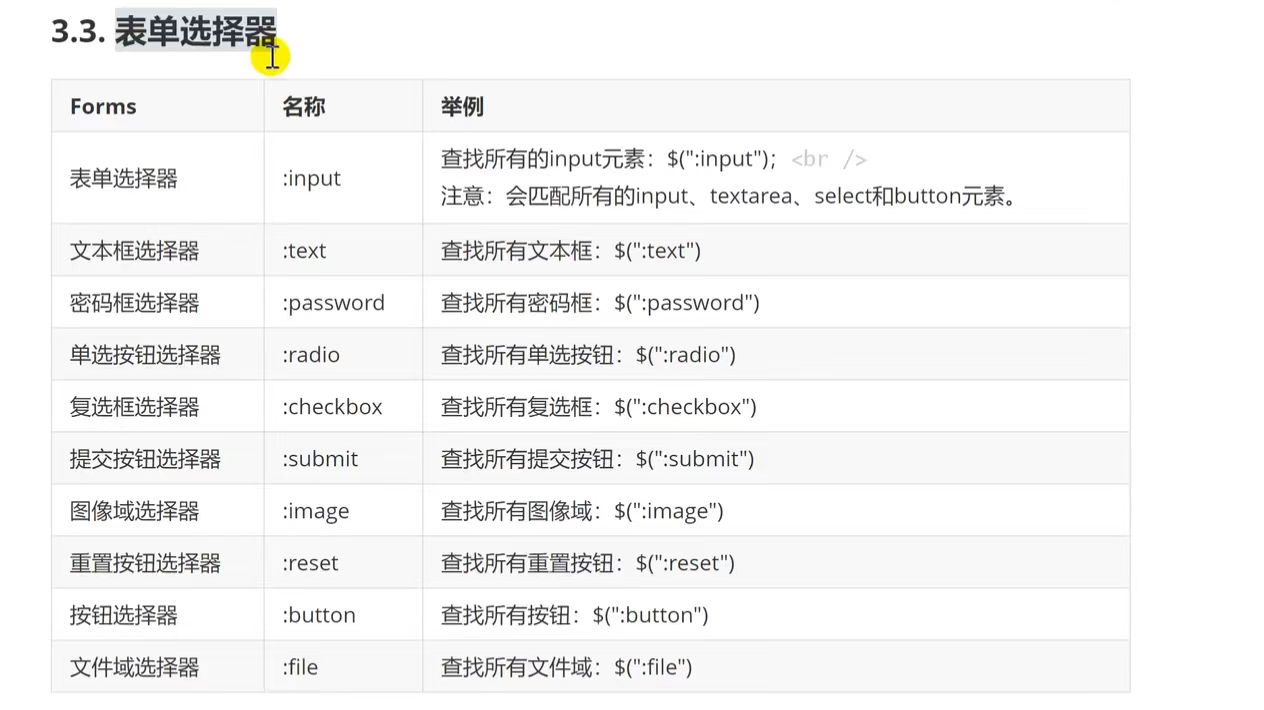 3.3. 表单选择器
Forms 名称 举例
表单选择器 :input 查找所有的input元素：$(":input"); <br />
注意：会匹配所有的input、textarea、select和button元素。
文本框选择器 :text 查找所有文本框：$(":text")
密码框选择器 :password 查找所有密码框：$(":password")
单选按钮选择器 :radio 查找所有单选按钮：$(":radio")
复选框选择器 :checkbox 查找所有复选框：$(":checkbox")
提交按钮选择器 :submit 查找所有提交按钮：$(":submit")
图像域选择器 :image 查找所有图像域：$(":image")
重置按钮选择器 :reset 查找所有重置按钮：$(":reset")
按钮选择器 :button 查找所有按钮：$(":button")
文件域选择器 :file 查找所有文件域：$(":file")